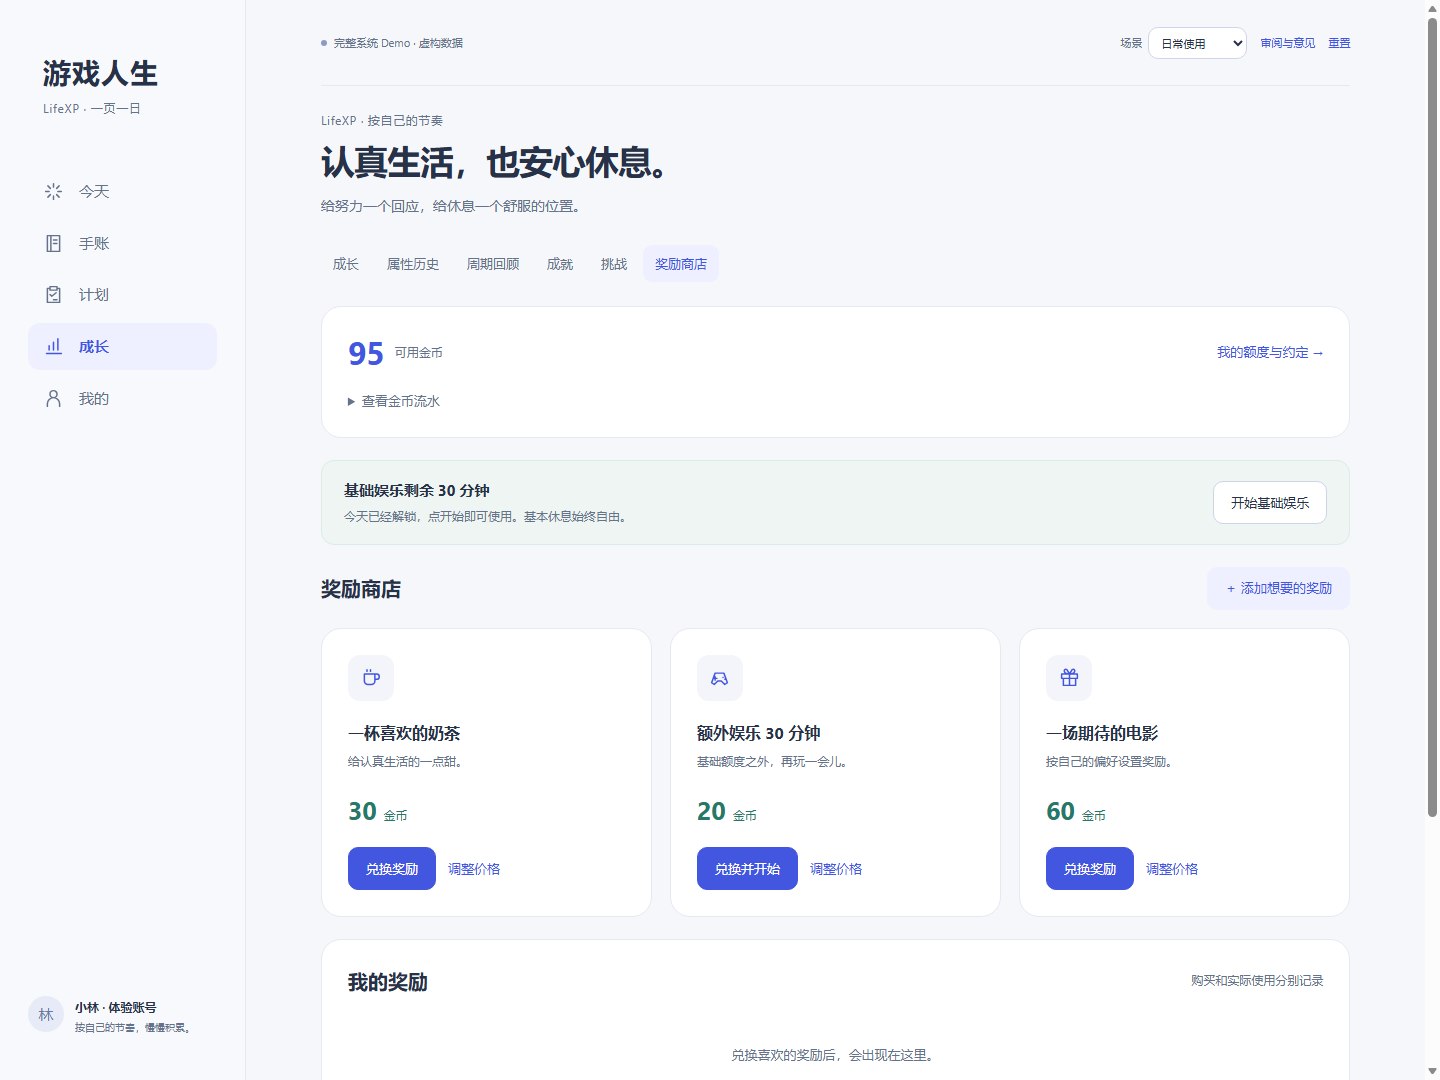 游戏人生
LifeXP · 一页一日
今天
手账
计划
成长
我的
林
小林 · 体验账号
按自己的节奏，慢慢积累。
完整系统 Demo · 虚构数据
场景
日常使用
审阅与意见
重置
LifeXP · 按自己的节奏
认真生活，也安心休息。
给努力一个回应，给休息一个舒服的位置。
成长
属性历史
周期回顾
成就
挑战
奖励商店
95 可用金币
我的额度与约定 →
▶ 查看金币流水
基础娱乐剩余 30 分钟
今天已经解锁，点开始即可使用。基本休息始终自由。
开始基础娱乐
奖励商店
+ 添加想要的奖励
一杯喜欢的奶茶
给认真生活的一点甜。
30 金币
兑换奖励
调整价格
额外娱乐 30 分钟
基础额度之外，再玩一会儿。
20 金币
兑换并开始
调整价格
一场期待的电影
按自己的偏好设置奖励。
60 金币
兑换奖励
调整价格
我的奖励
购买和实际使用分别记录
兑换喜欢的奖励后，会出现在这里。